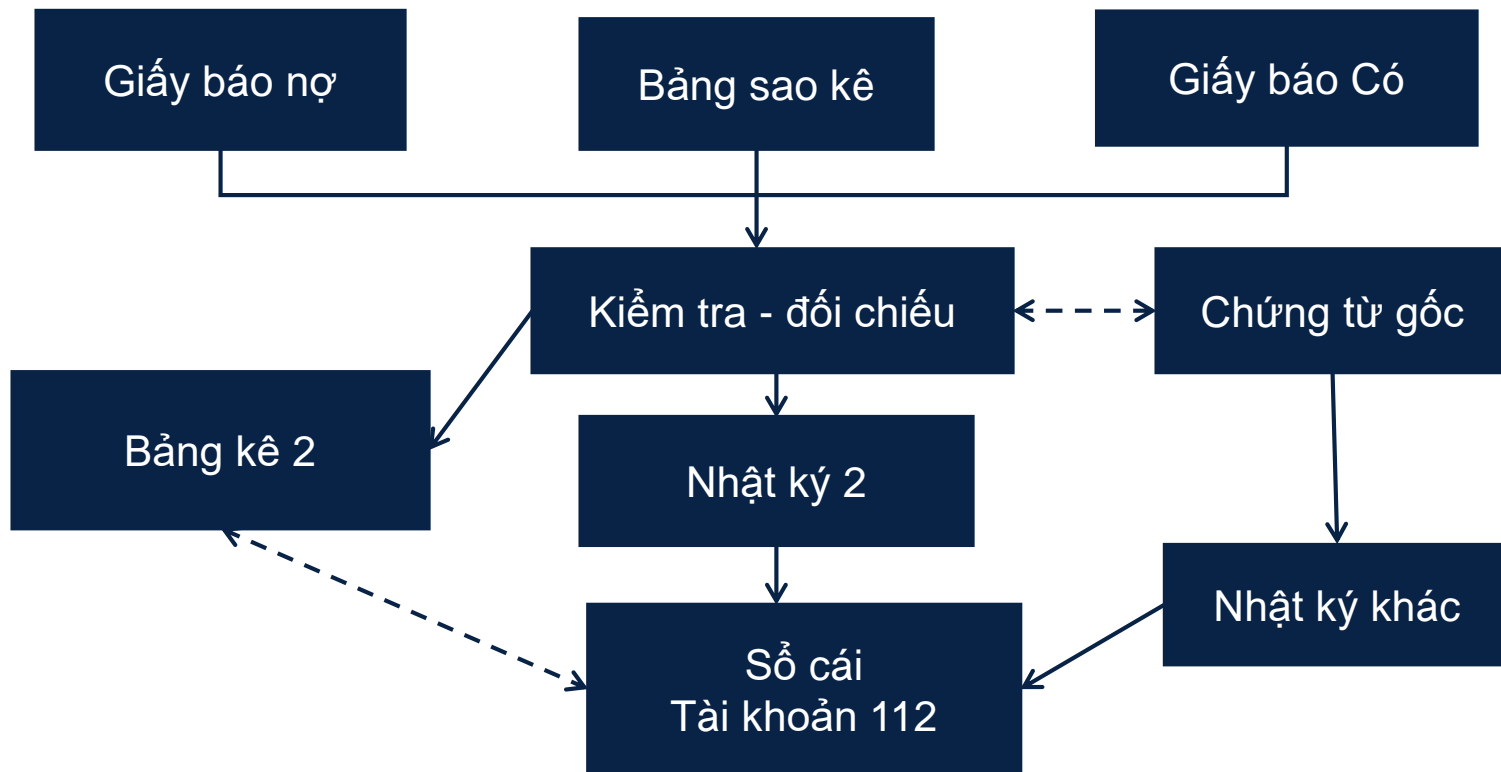 Giấy báo nợ
Bảng sao kê
Giấy báo Có
Kiểm tra - đối chiếu
Chứng từ gốc
Bảng kê 2
Nhật ký 2
Nhật ký khác
Sổ cái
Tài khoản 112